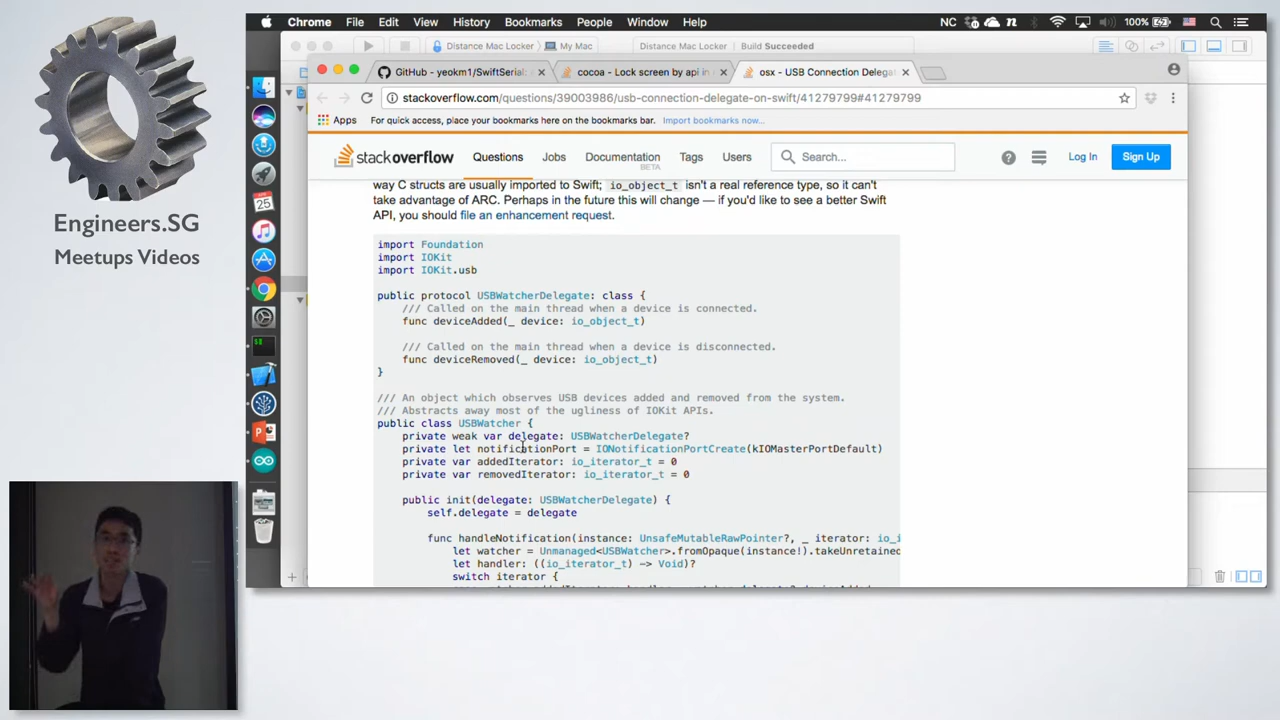 Chrome File Edit View History Bookmarks People Window Help NC 100%
Distance Mac Locker My Mac Distance Mac Locker Build Succeeded
GitHub - yeokm1/SwiftSerial: cocoa - Lock screen by api in osx - USB Connection Delega
stackoverflow.com/questions/39003986/usb-connection-delegate-on-swift/41279799#41279799
Apps For quick access, place your bookmarks here on the bookmarks bar. Import bookmarks now...
stackoverflow Questions Jobs Documentation Tags Users Search... Log In Sign Up
BETA
way C structs are usually imported to Swift; io_object_t isn't a real reference type, so it can't
take advantage of ARC. Perhaps in the future this will change — if you'd like to see a better Swift
API, you should file an enhancement request.
import Foundation
import IOKit
import IOKit.usb
public protocol USBWatcherDelegate: class {
/// Called on the main thread when a device is connected.
func deviceAdded(_ device: io_object_t)
/// Called on the main thread when a device is disconnected.
func deviceRemoved(_ device: io_object_t)
}
/// An object which observes USB devices added and removed from the system.
/// Abstracts away most of the ugliness of IOKit APIs.
public class USBWatcher {
private weak var delegate: USBWatcherDelegate?
private let notificationPort = IONotificationPortCreate(kIOMasterPortDefault)
private var addedIterator: io_iterator_t = 0
private var removedIterator: io_iterator_t = 0
public init(delegate: USBWatcherDelegate) {
self.delegate = delegate
func handleNotification(instance: UnsafeMutableRawPointer?, _ iterator: io_i
let watcher = Unmanaged<USBWatcher>.fromOpaque(instance!).takeUnretained
let handler: ((io_iterator_t) -> Void)?
switch iterator {
Engineers.SG
Meetups Videos
25